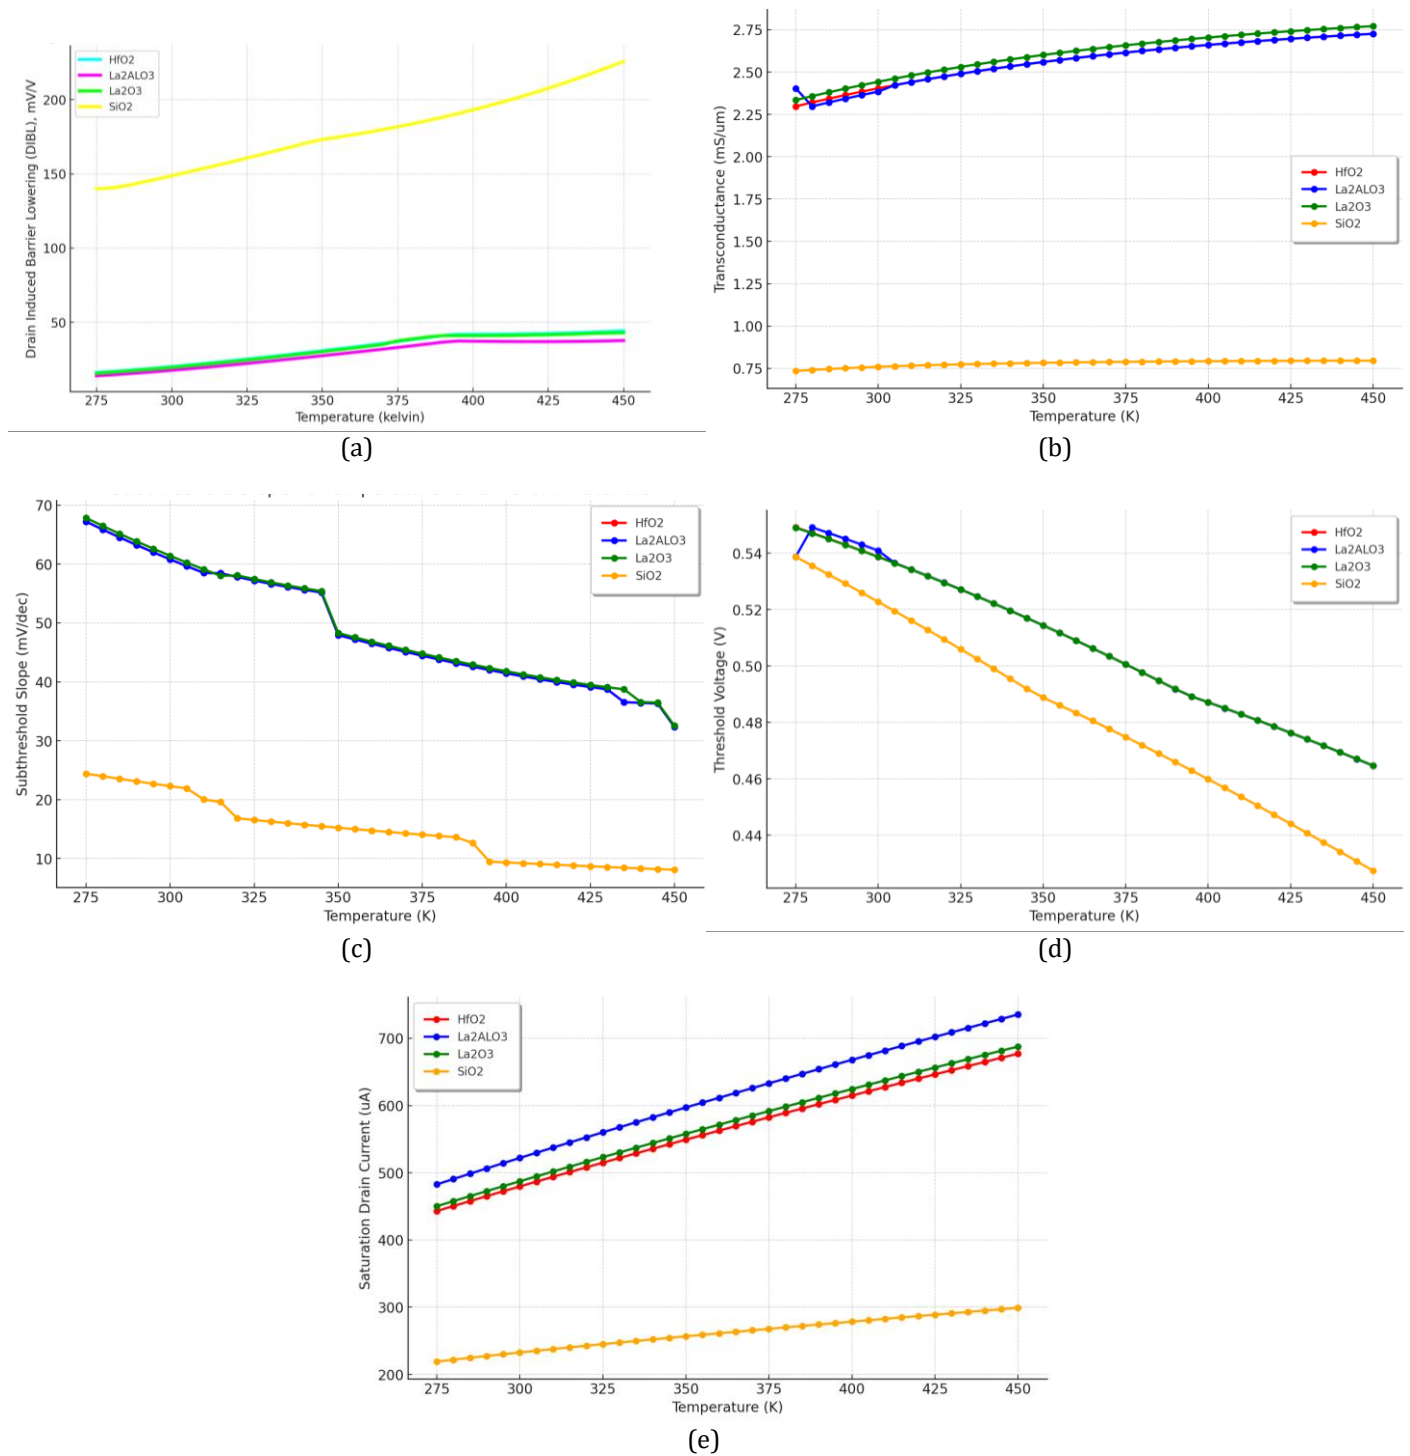 HfO2
La2ALO3
La2O3
SiO2
Drain Induced Barrier Lowering (DIBL), mV/V
200
150
100
50
275 300 325 350 375 400 425 450
Temperature (kelvin)
(a)
2.75
2.50
2.25
2.00
1.75
1.50
1.25
1.00
0.75
Transconductance (mS/um)
HfO2
La2ALO3
La2O3
SiO2
275 300 325 350 375 400 425 450
Temperature (K)
(b)
70
60
50
40
30
20
10
Subthreshold Slope (mV/dec)
HfO2
La2ALO3
La2O3
SiO2
275 300 325 350 375 400 425 450
Temperature (K)
(c)
0.54
0.52
0.50
0.48
0.46
0.44
Threshold Voltage (V)
HfO2
La2ALO3
La2O3
SiO2
275 300 325 350 375 400 425 450
Temperature (K)
(d)
HfO2
La2ALO3
La2O3
SiO2
700
600
500
400
300
200
Saturation Drain Current (uA)
275 300 325 350 375 400 425 450
Temperature (K)
(e)